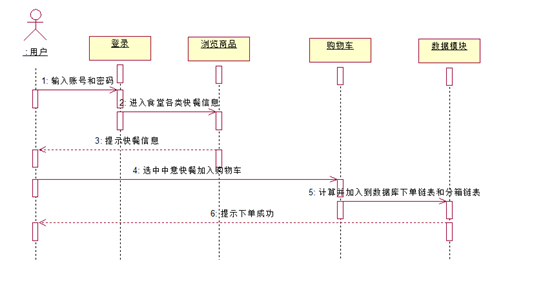 登录
浏览商品
购物车
数据模块
: 用户
1: 输入账号和密码
2: 进入食堂各类快餐信息
3: 提示快餐信息
4: 选中中意快餐加入购物车
5: 计算并加入到数据库下单链表和分箱链表
6: 提示下单成功